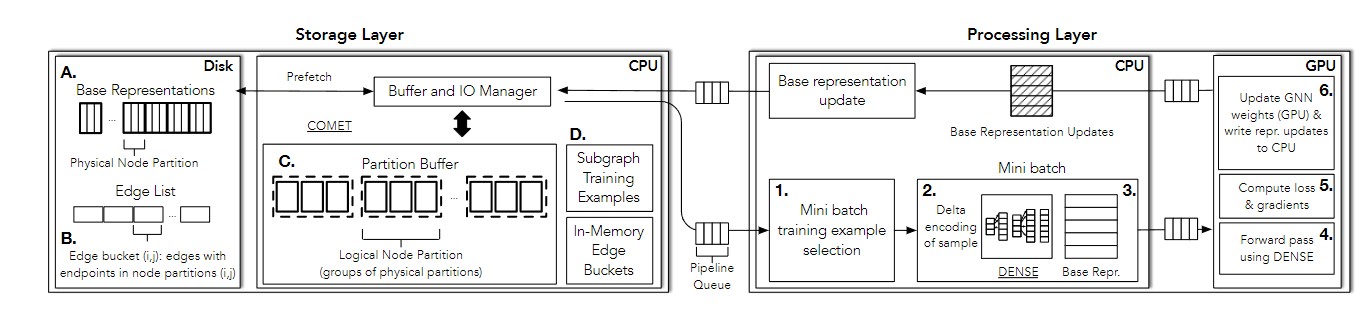 Storage Layer
Processing Layer
A.
Disk
Base Representations
...
Physical Node Partition
Edge List
...
B.
Edge bucket (i,j): edges with
endpoints in node partitions (i,j)
CPU
Prefetch
Buffer and IO Manager
COMET
C.
Partition Buffer
...
Logical Node Partition
(groups of physical partitions)
D.
Subgraph
Training
Examples
In-Memory
Edge
Buckets
Pipeline
Queue
CPU
Base representation
update
Base Representation Updates
Mini batch
1.
Mini batch
training example
selection
2.
Delta
encoding
of sample
DENSE
3.
Base Repr.
GPU
6.
Update GNN
weights (GPU) &
write repr. updates
to CPU
Compute loss
& gradients
5.
4.
Forward pass
using DENSE